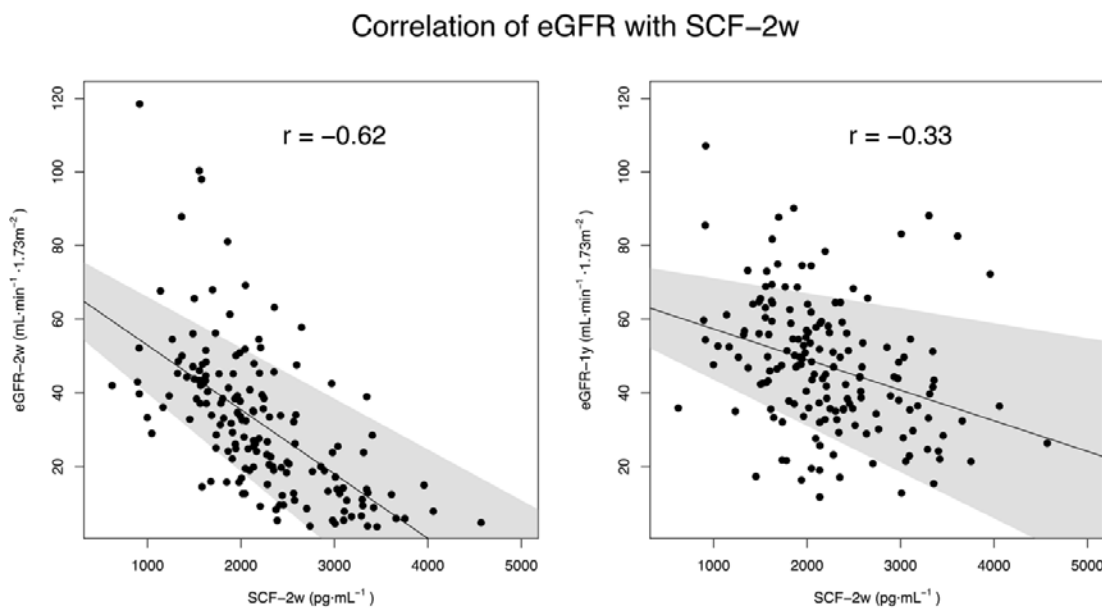 Correlation of eGFR with SCF−2w
r = −0.62
eGFR−2w (mL·min−1 ·1.73m−2)
120
100
80
60
40
20
1000 2000 3000 4000 5000
SCF−2w (pg·mL−1 )
r = −0.33
eGFR−1y (mL·min−1 ·1.73m−2)
120
100
80
60
40
20
1000 2000 3000 4000 5000
SCF−2w (pg·mL−1 )